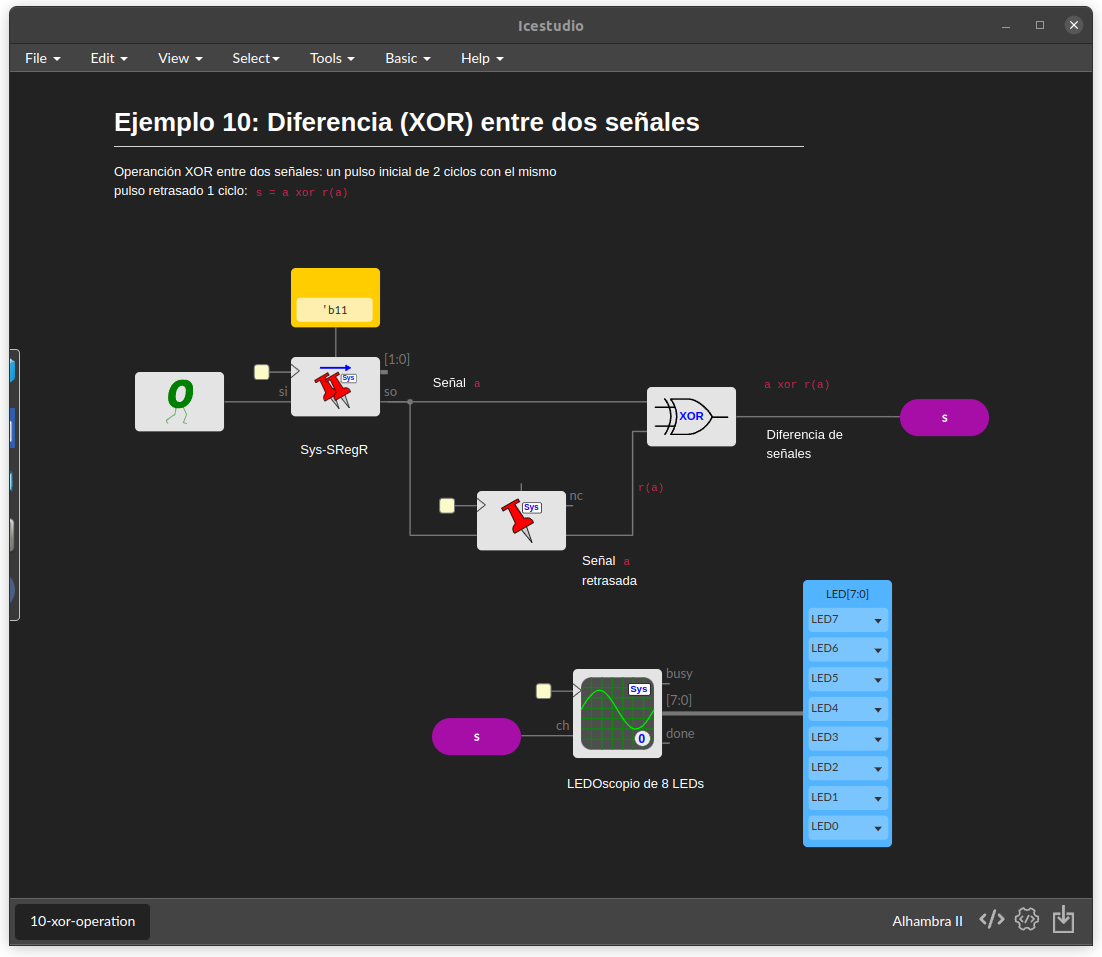 Icestudio
File Edit View Select Tools Basic Help
Ejemplo 10: Diferencia (XOR) entre dos señales
Operanción XOR entre dos señales: un pulso inicial de 2 ciclos con el mismo
pulso retrasado 1 ciclo: s = a xor r(a)
'b11
0
si
Sys
[1:0]
so
Sys-SRegR
Señal a
XOR
a xor r(a)
s
Diferencia de
señales
r(a)
Sys
nc
Señal a
retrasada
s
ch
Sys
0
busy
[7:0]
done
LEDOscopio de 8 LEDs
LED[7:0]
LED7
LED6
LED5
LED4
LED3
LED2
LED1
LED0
10-xor-operation
Alhambra II